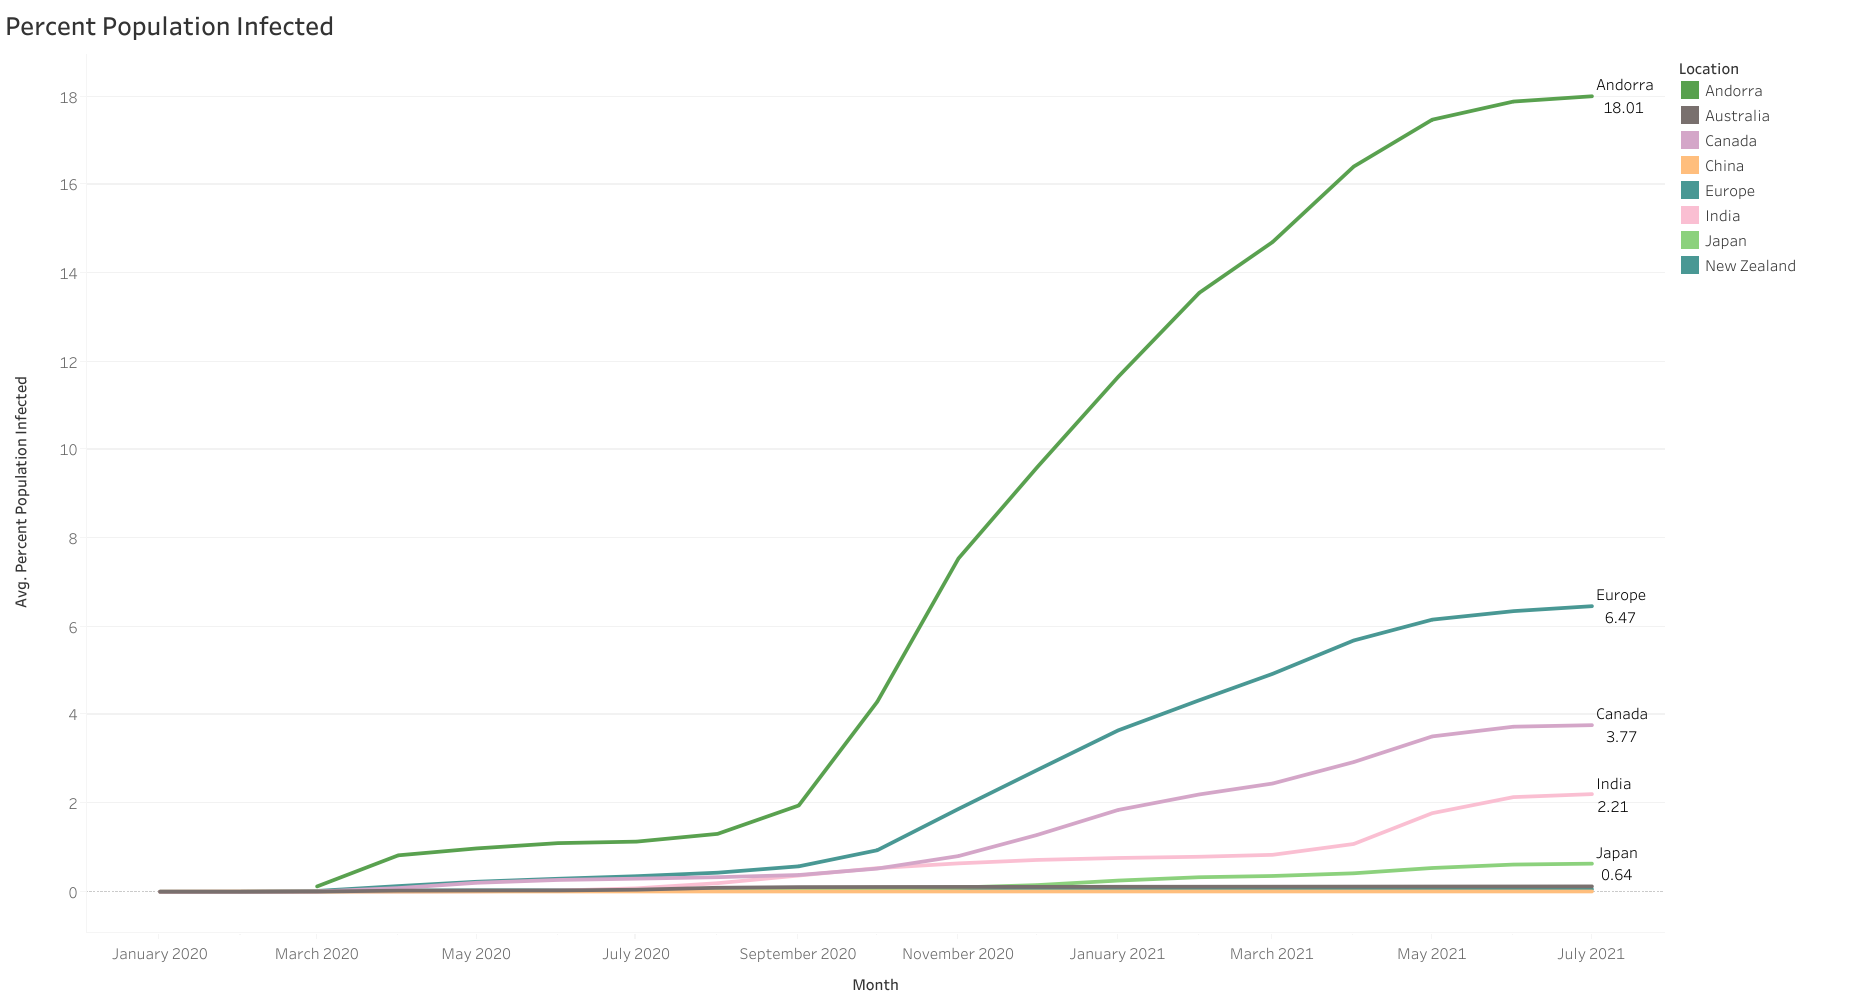 Percent Population Infected
Avg. Percent Population Infected
18
16
14
12
10
8
6
4
2
0
Andorra
18.01
Europe
6.47
Canada
3.77
India
2.21
Japan
0.64
January 2020
March 2020
May 2020
July 2020
September 2020
November 2020
January 2021
March 2021
May 2021
July 2021
Month
Location
Andorra
Australia
Canada
China
Europe
India
Japan
New Zealand